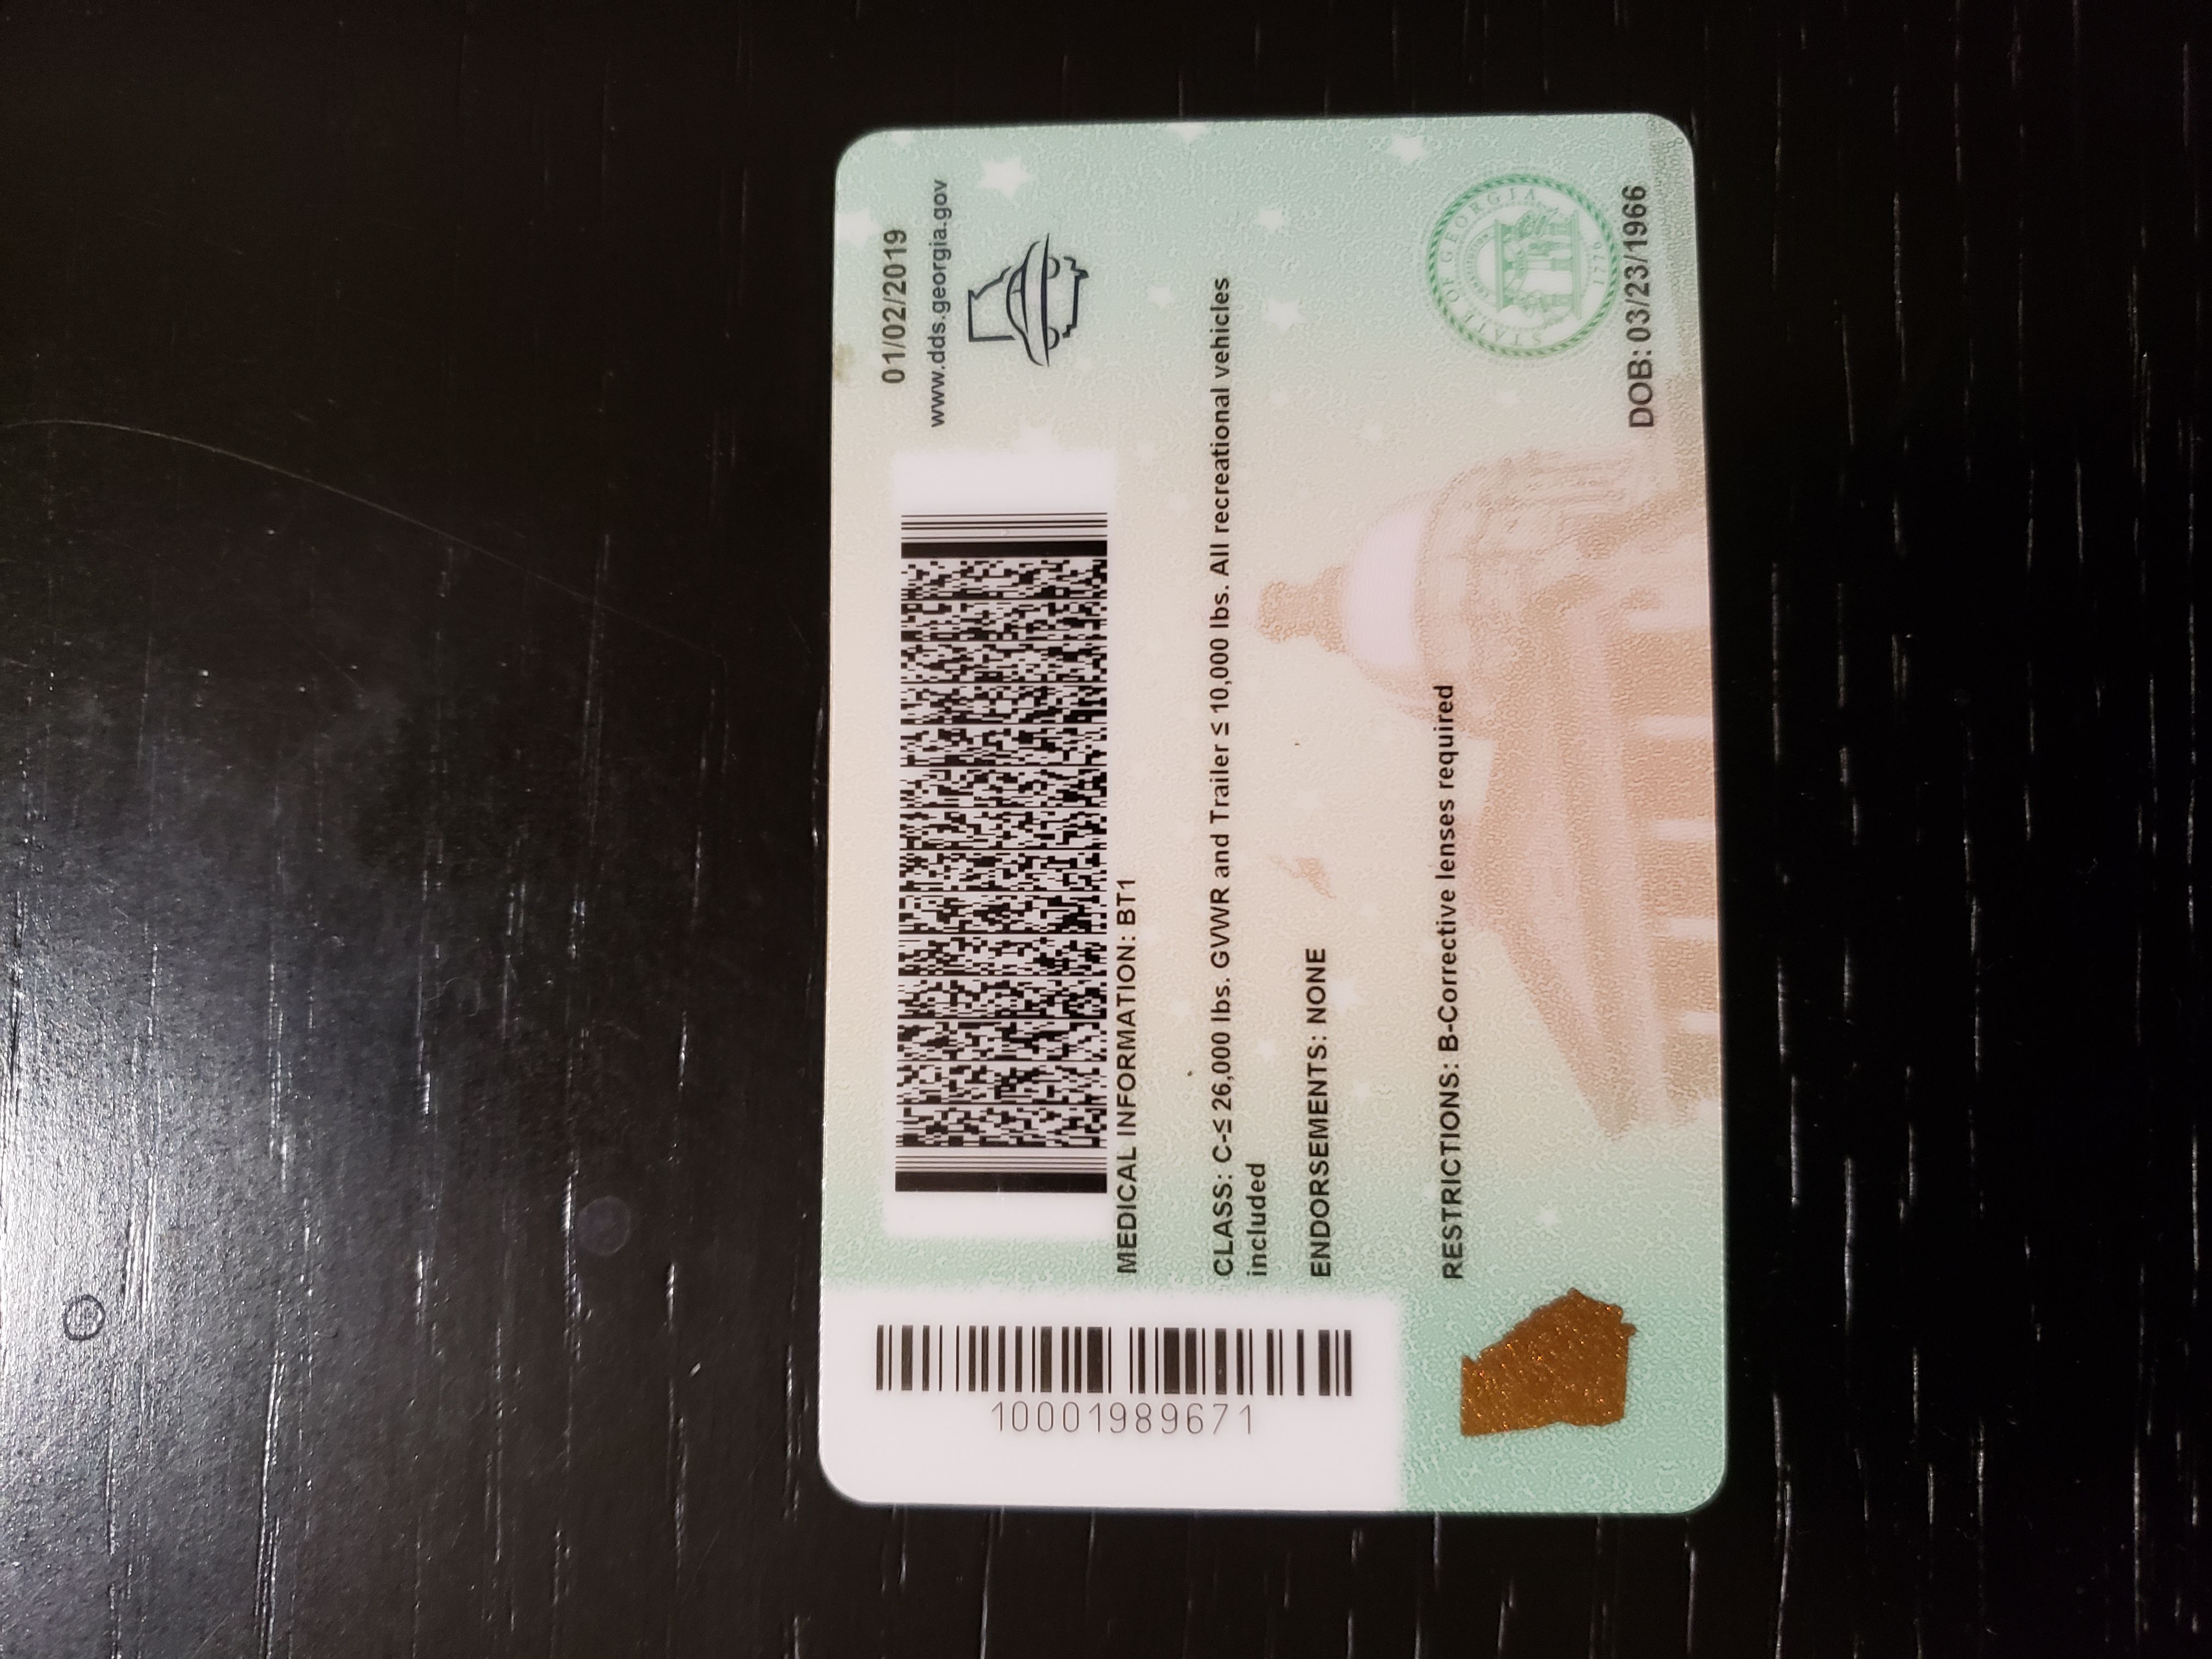 01/02/2019
www.dds.georgia.gov
MEDICAL INFORMATION: BT1
CLASS: C-≤ 26,000 lbs. GVWR and Trailer ≤ 10,000 lbs. All recreational vehicles
included
ENDORSEMENTS: NONE
RESTRICTIONS: B-Corrective lenses required
STATE OF GEORGIA
1776
DOB: 03/23/1966
10001989671